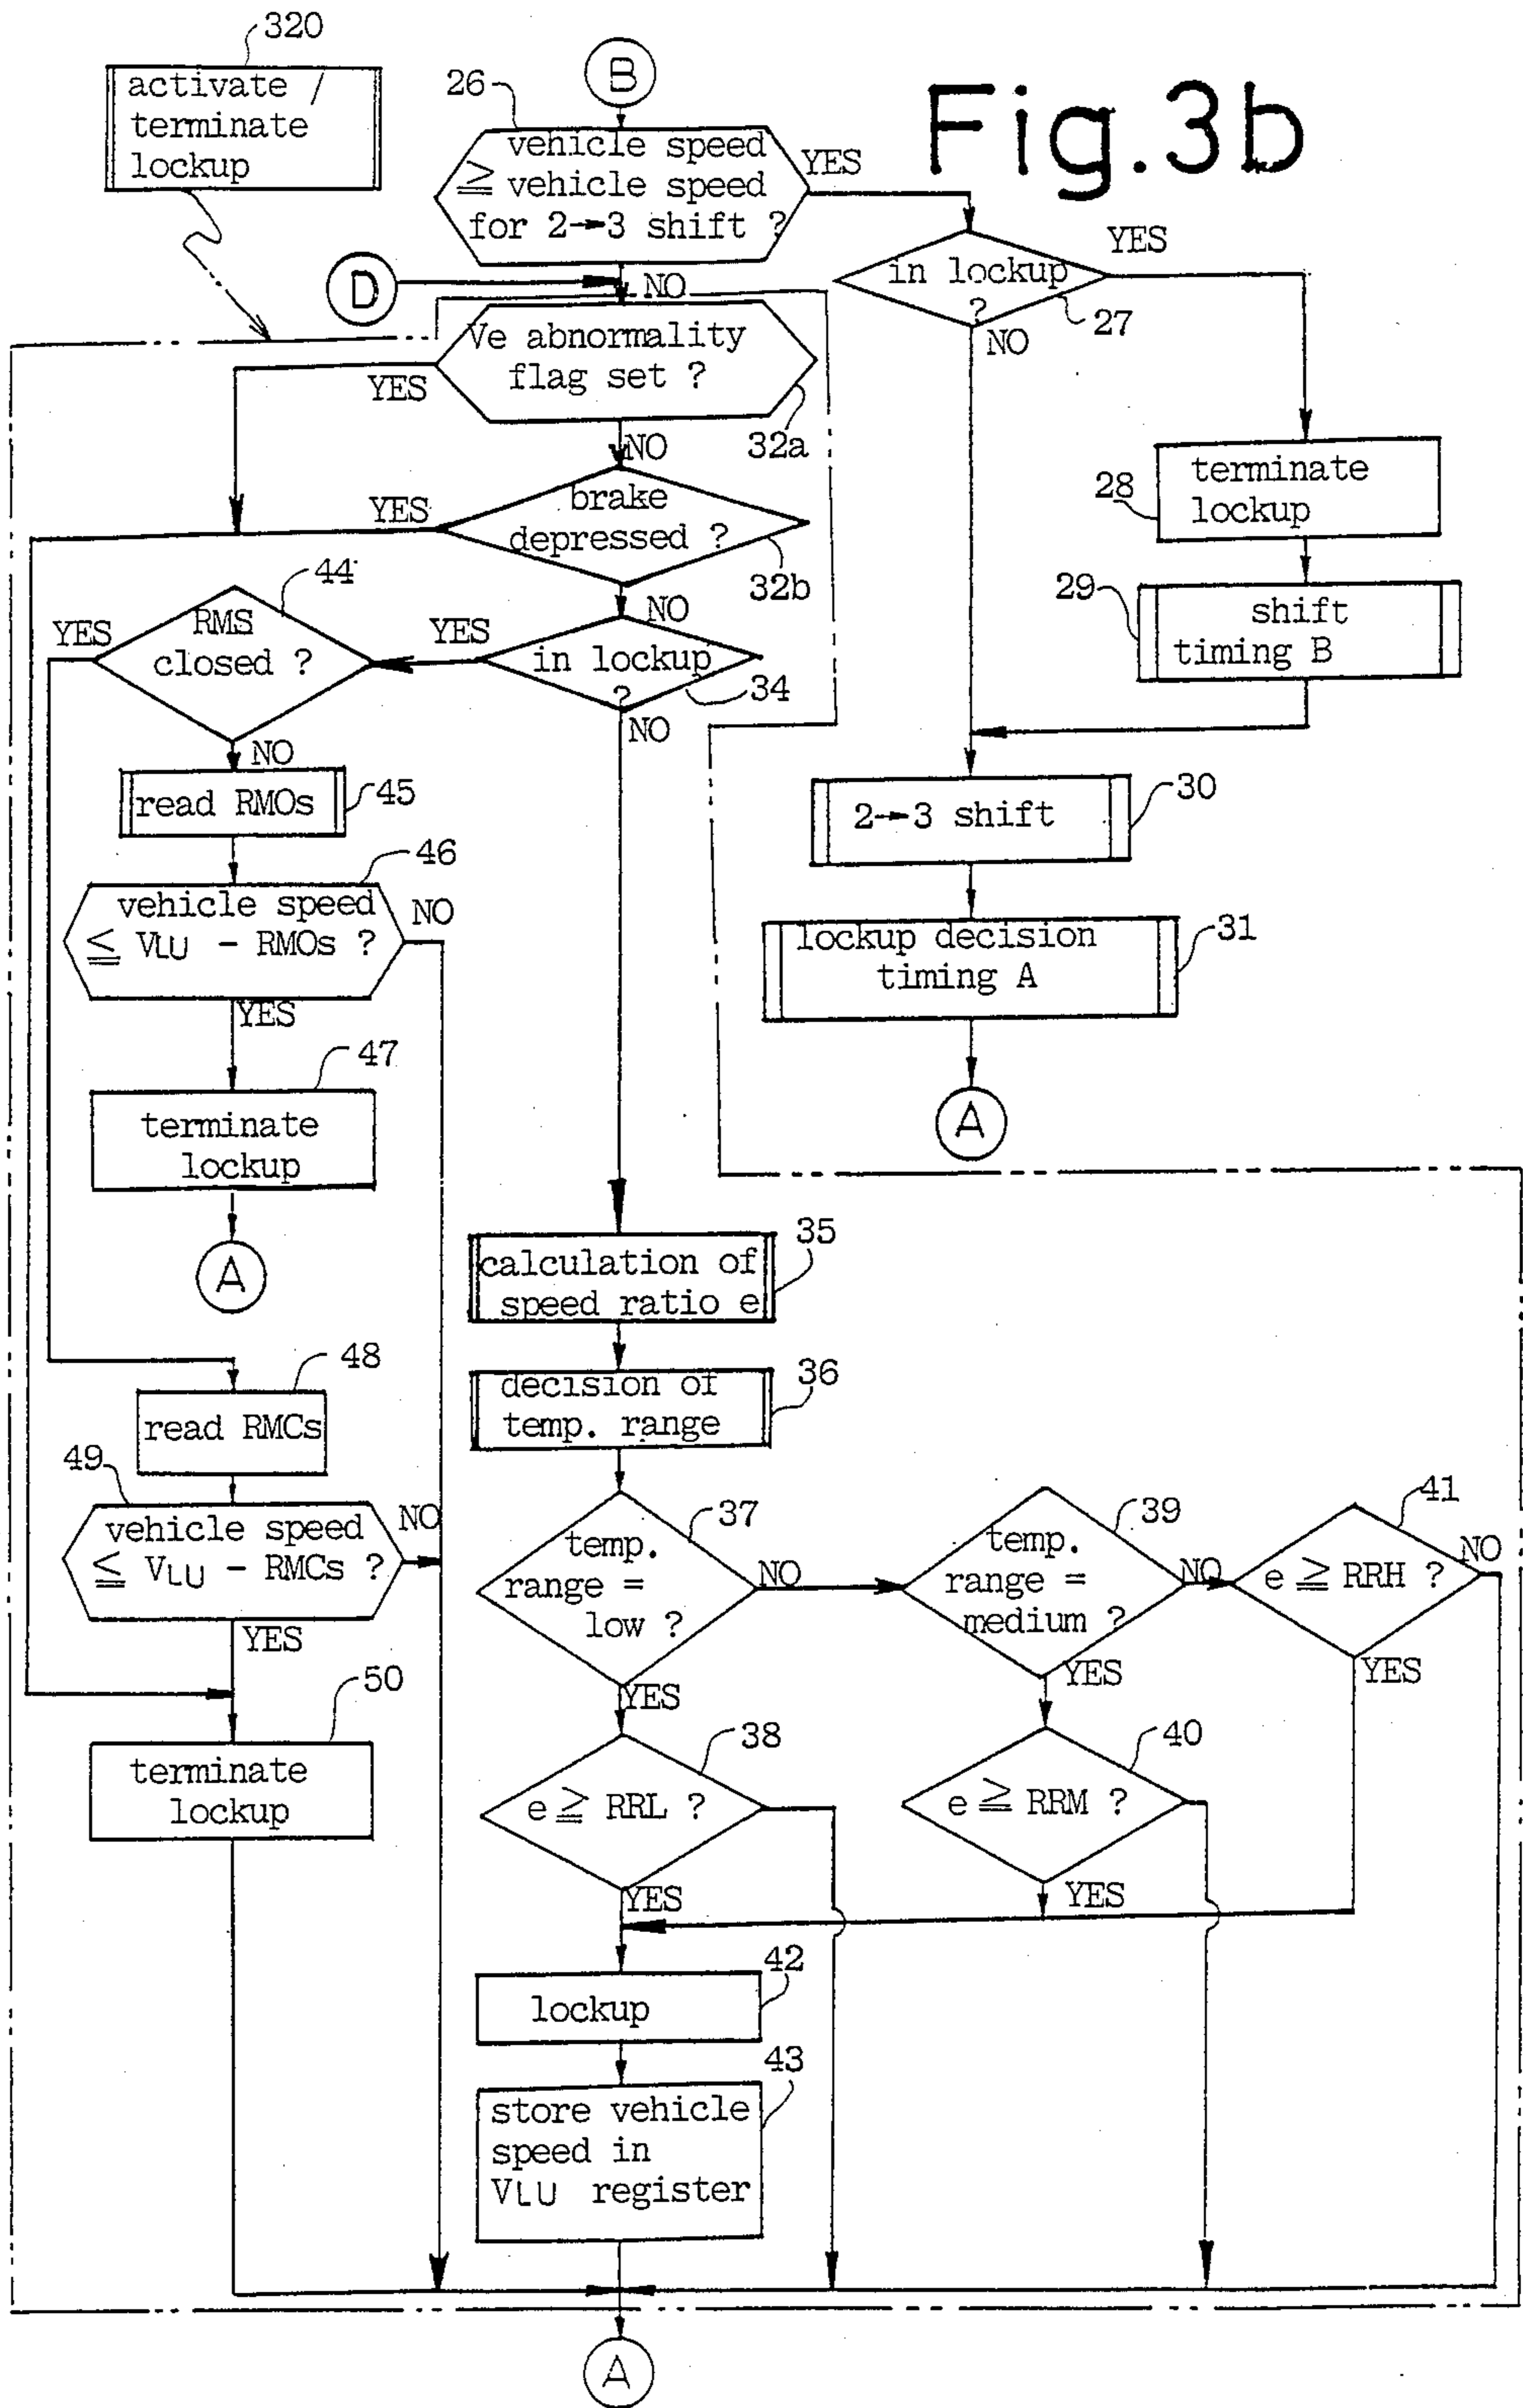 Fig.3b
320
activate /
terminate
lockup
B
26
vehicle speed
≧ vehicle speed
for 2→3 shift ?
YES
NO
D
in lockup
?
27
YES
NO
Ve abnormality
flag set ?
32a
YES
NO
28
terminate
lockup
brake
depressed ?
32b
YES
NO
29
shift
timing B
44
RMS
closed ?
YES
NO
in lockup
?
34
YES
NO
read RMOs
45
2→3 shift
30
46
vehicle speed
≦ VLU - RMOs ?
NO
YES
lockup decision
timing A
31
A
47
terminate
lockup
A
calculation of
speed ratio e
35
decision of
temp. range
36
48
read RMCs
49
vehicle speed
≦ VLU - RMCs ?
NO
YES
37
temp.
range =
low ?
NO
YES
39
temp.
range =
medium ?
NO
YES
41
e ≧ RRH ?
NO
YES
50
terminate
lockup
38
e ≧ RRL ?
YES
40
e ≧ RRM ?
YES
42
lockup
43
store vehicle
speed in
VLU register
A